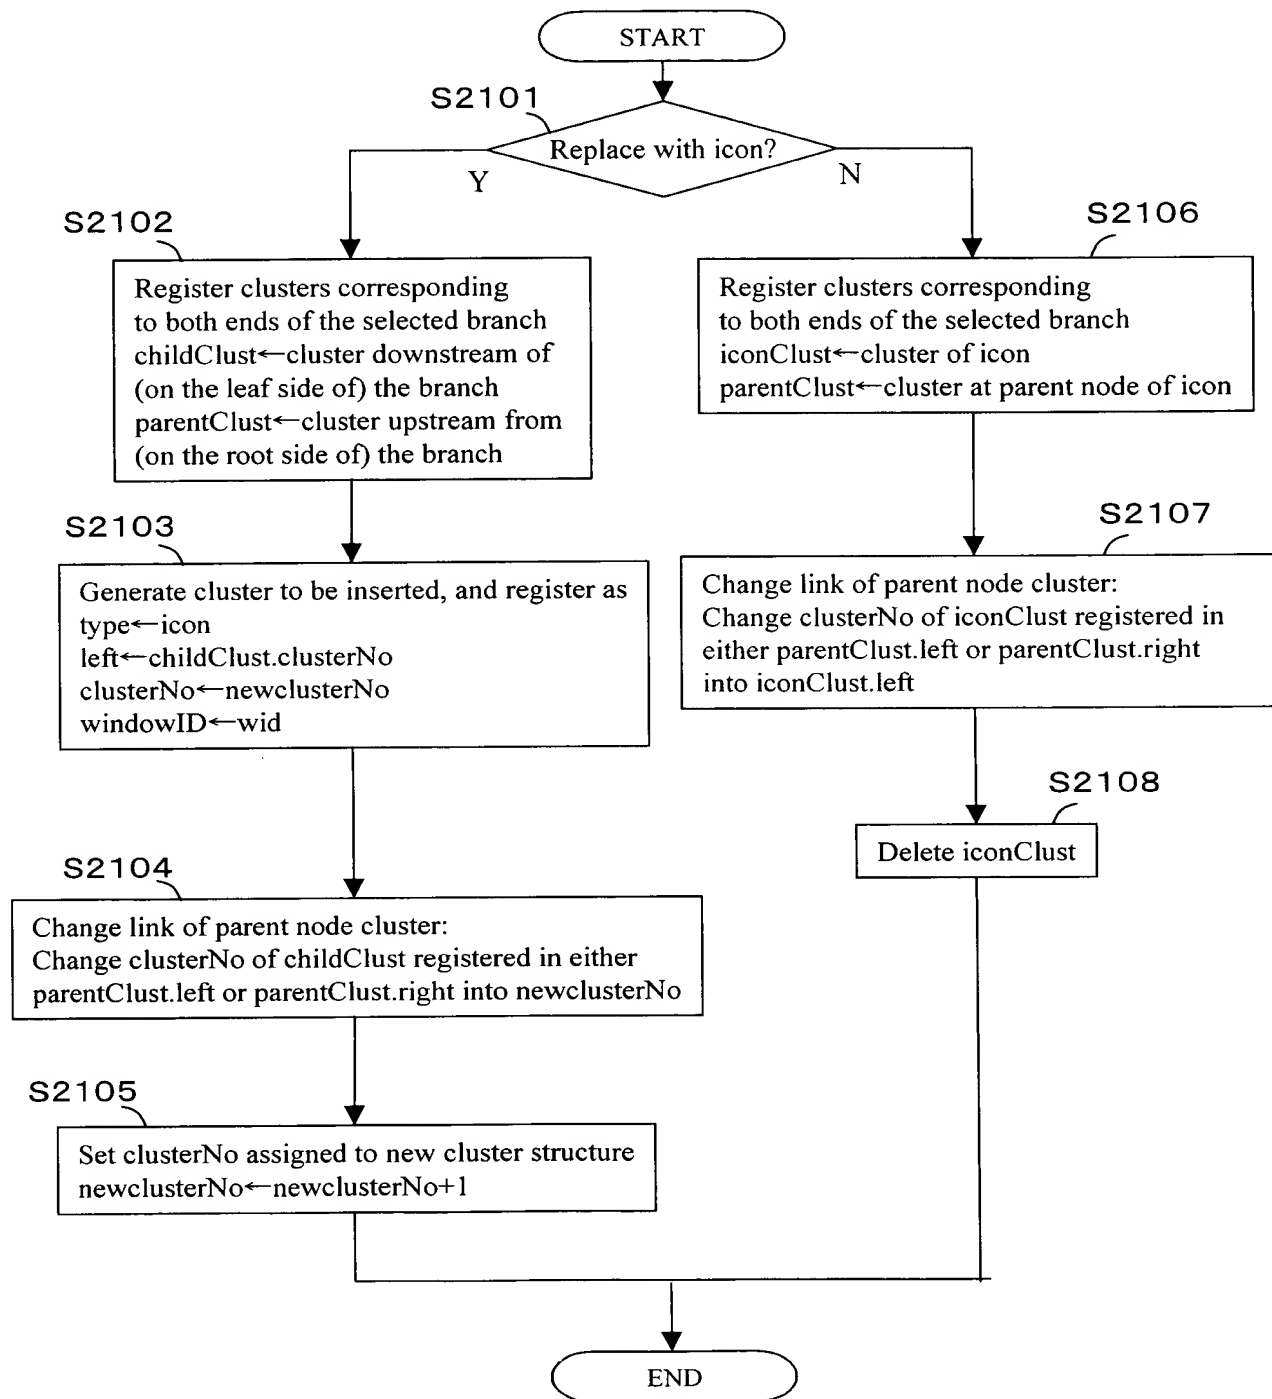 START
S2101
Replace with icon?
Y
N
S2102
Register clusters corresponding
to both ends of the selected branch
childClust←cluster downstream of
(on the leaf side of) the branch
parentClust←cluster upstream from
(on the root side of) the branch
S2103
Generate cluster to be inserted, and register as
type←icon
left←childClust.clusterNo
clusterNo←newclusterNo
windowID←wid
S2104
Change link of parent node cluster:
Change clusterNo of childClust registered in either
parentClust.left or parentClust.right into newclusterNo
S2105
Set clusterNo assigned to new cluster structure
newclusterNo←newclusterNo+1
S2106
Register clusters corresponding
to both ends of the selected branch
iconClust←cluster of icon
parentClust←cluster at parent node of icon
S2107
Change link of parent node cluster:
Change clusterNo of iconClust registered in
either parentClust.left or parentClust.right
into iconClust.left
S2108
Delete iconClust
END